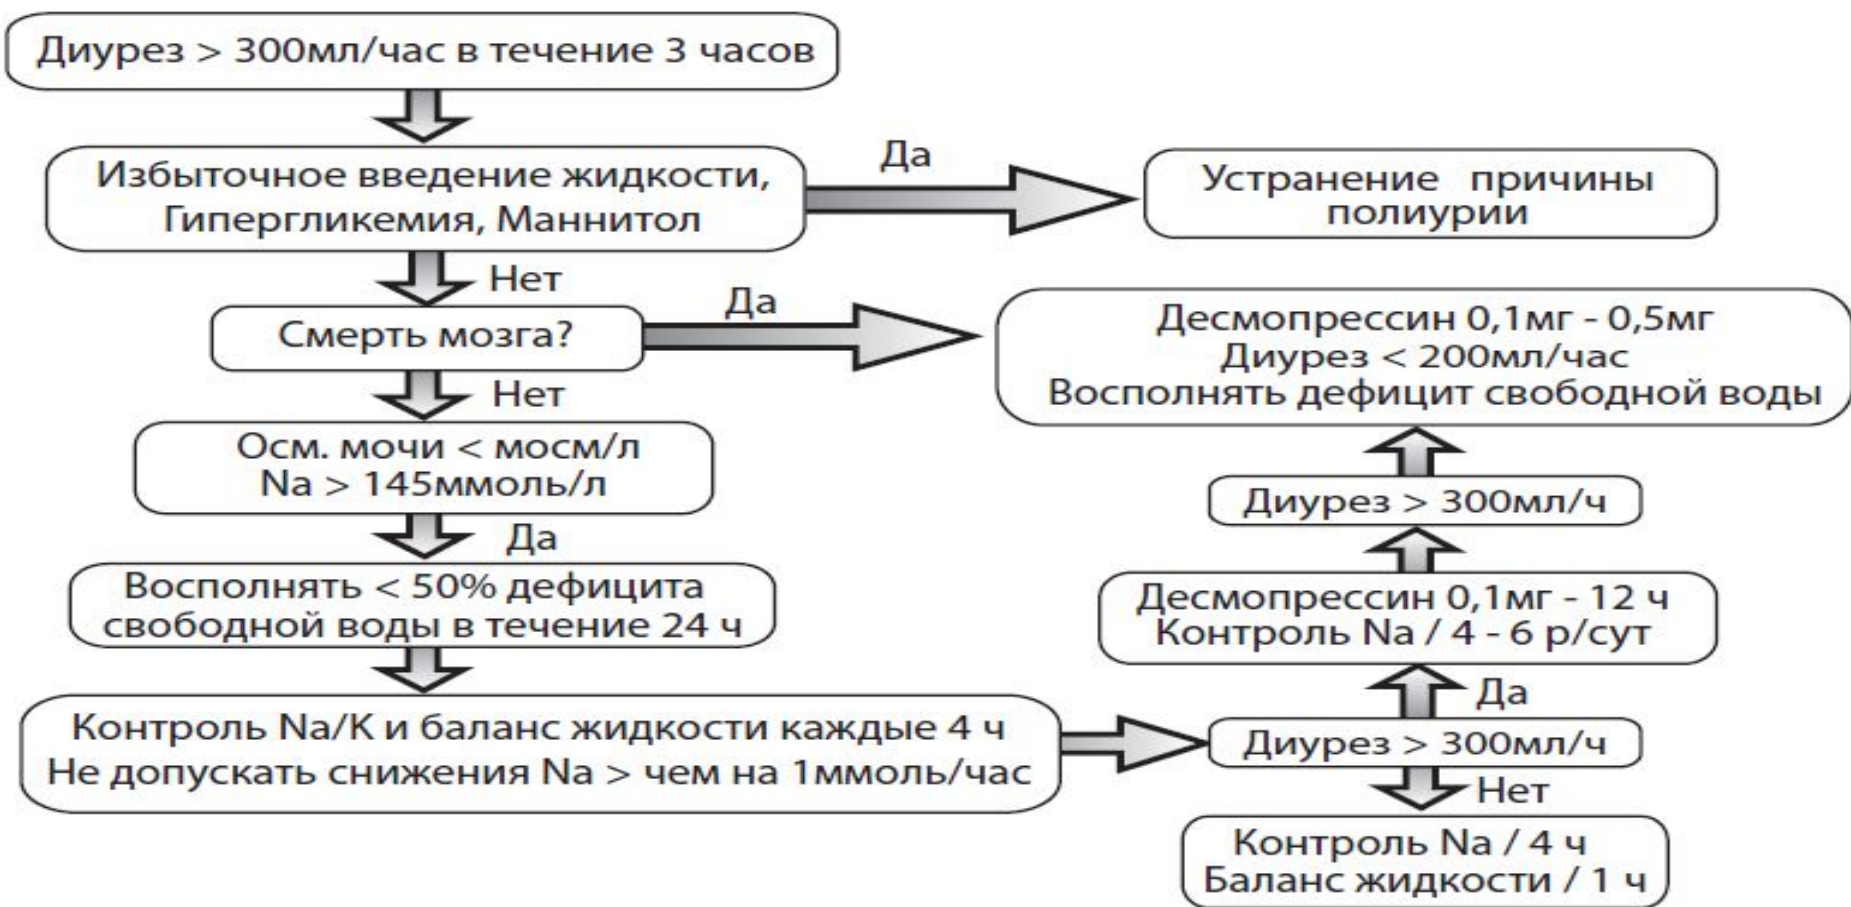 Диурез > 300мл/час в течение 3 часов
Избыточное введение жидкости,
Гипергликемия, Маннитол
Да
Устранение причины
полиурии
Нет
Смерть мозга?
Да
Десмопрессин 0,1мг - 0,5мг
Диурез < 200мл/час
Восполнять дефицит свободной воды
Нет
Осм. мочи < мосм/л
Na > 145ммоль/л
Да
Восполнять < 50% дефицита
свободной воды в течение 24 ч
Контроль Na/K и баланс жидкости каждые 4 ч
Не допускать снижения Na > чем на 1ммоль/час
Диурез > 300мл/ч
Десмопрессин 0,1мг - 12 ч
Контроль Na / 4 - 6 р/сут
Да
Диурез > 300мл/ч
Нет
Контроль Na / 4 ч
Баланс жидкости / 1 ч